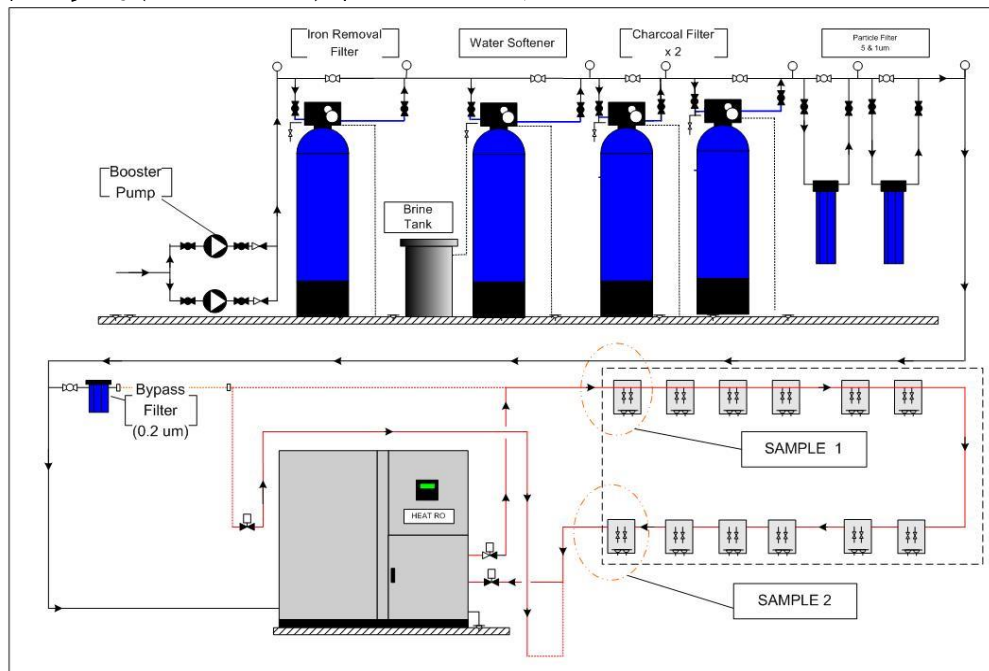 Iron Removal
Filter
Water Softener
Charcoal Filter
x 2
Particle Filter
5 & 1um
Booster
Pump
Brine
Tank
Bypass
Filter
(0.2 um)
SAMPLE 1
HEAT RO
SAMPLE 2